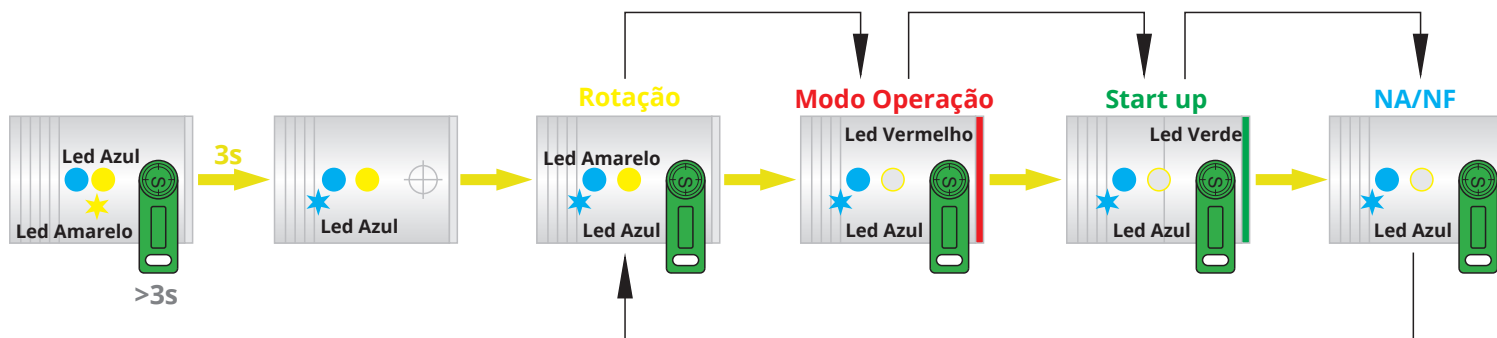 Rotação
Modo Operação
Start up
NA/NF
Led Azul
Led Amarelo
>3s
3s
Led Azul
Led Amarelo
Led Azul
Led Vermelho
Led Azul
Led Verde
Led Azul
Led Azul
S
S
S
S
S